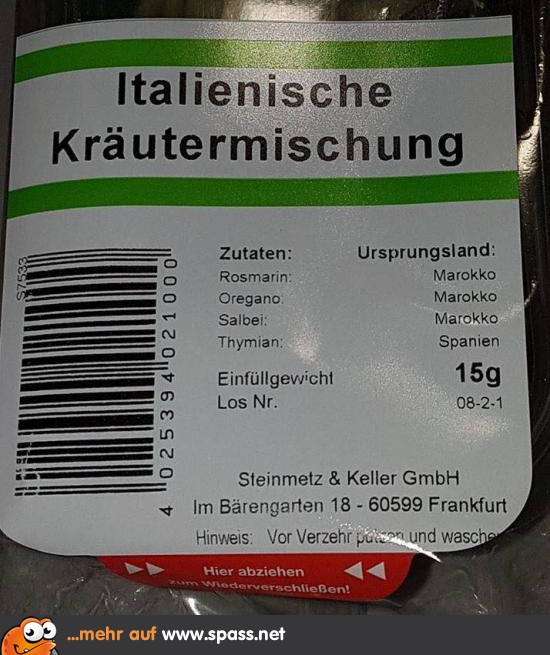 Italienische
Kräutermischung
S7533
Zutaten: Ursprungsland:
Rosmarin: Marokko
Oregano: Marokko
Salbei: Marokko
Thymian: Spanien
Einfüllgewicht 15g
Los Nr. 08-2-1
4 025394 021000
Steinmetz & Keller GmbH
Im Bärengarten 18 - 60599 Frankfurt
Hinweis: Vor Verzehr putzen und wasche
Hier abziehen
zum Wiederverschließen!
...mehr auf www.spass.net